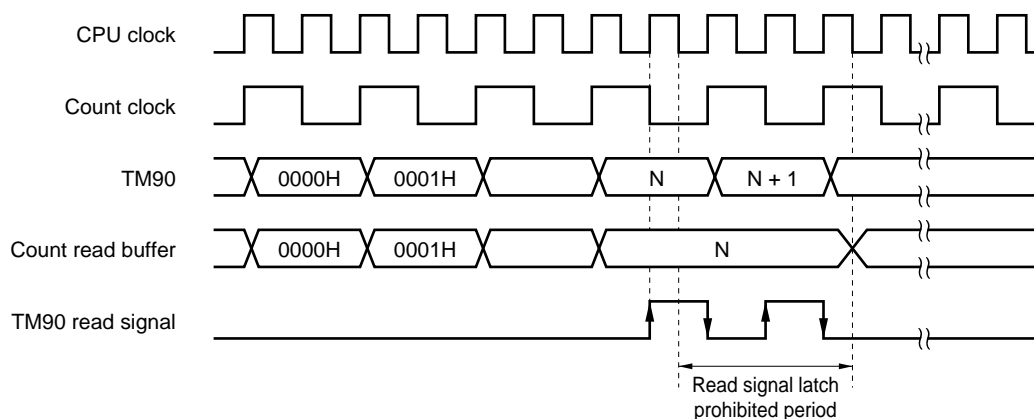 CPU clock
Count clock
TM90
0000H 0001H N N + 1
Count read buffer
0000H 0001H N
TM90 read signal
Read signal latch
prohibited period